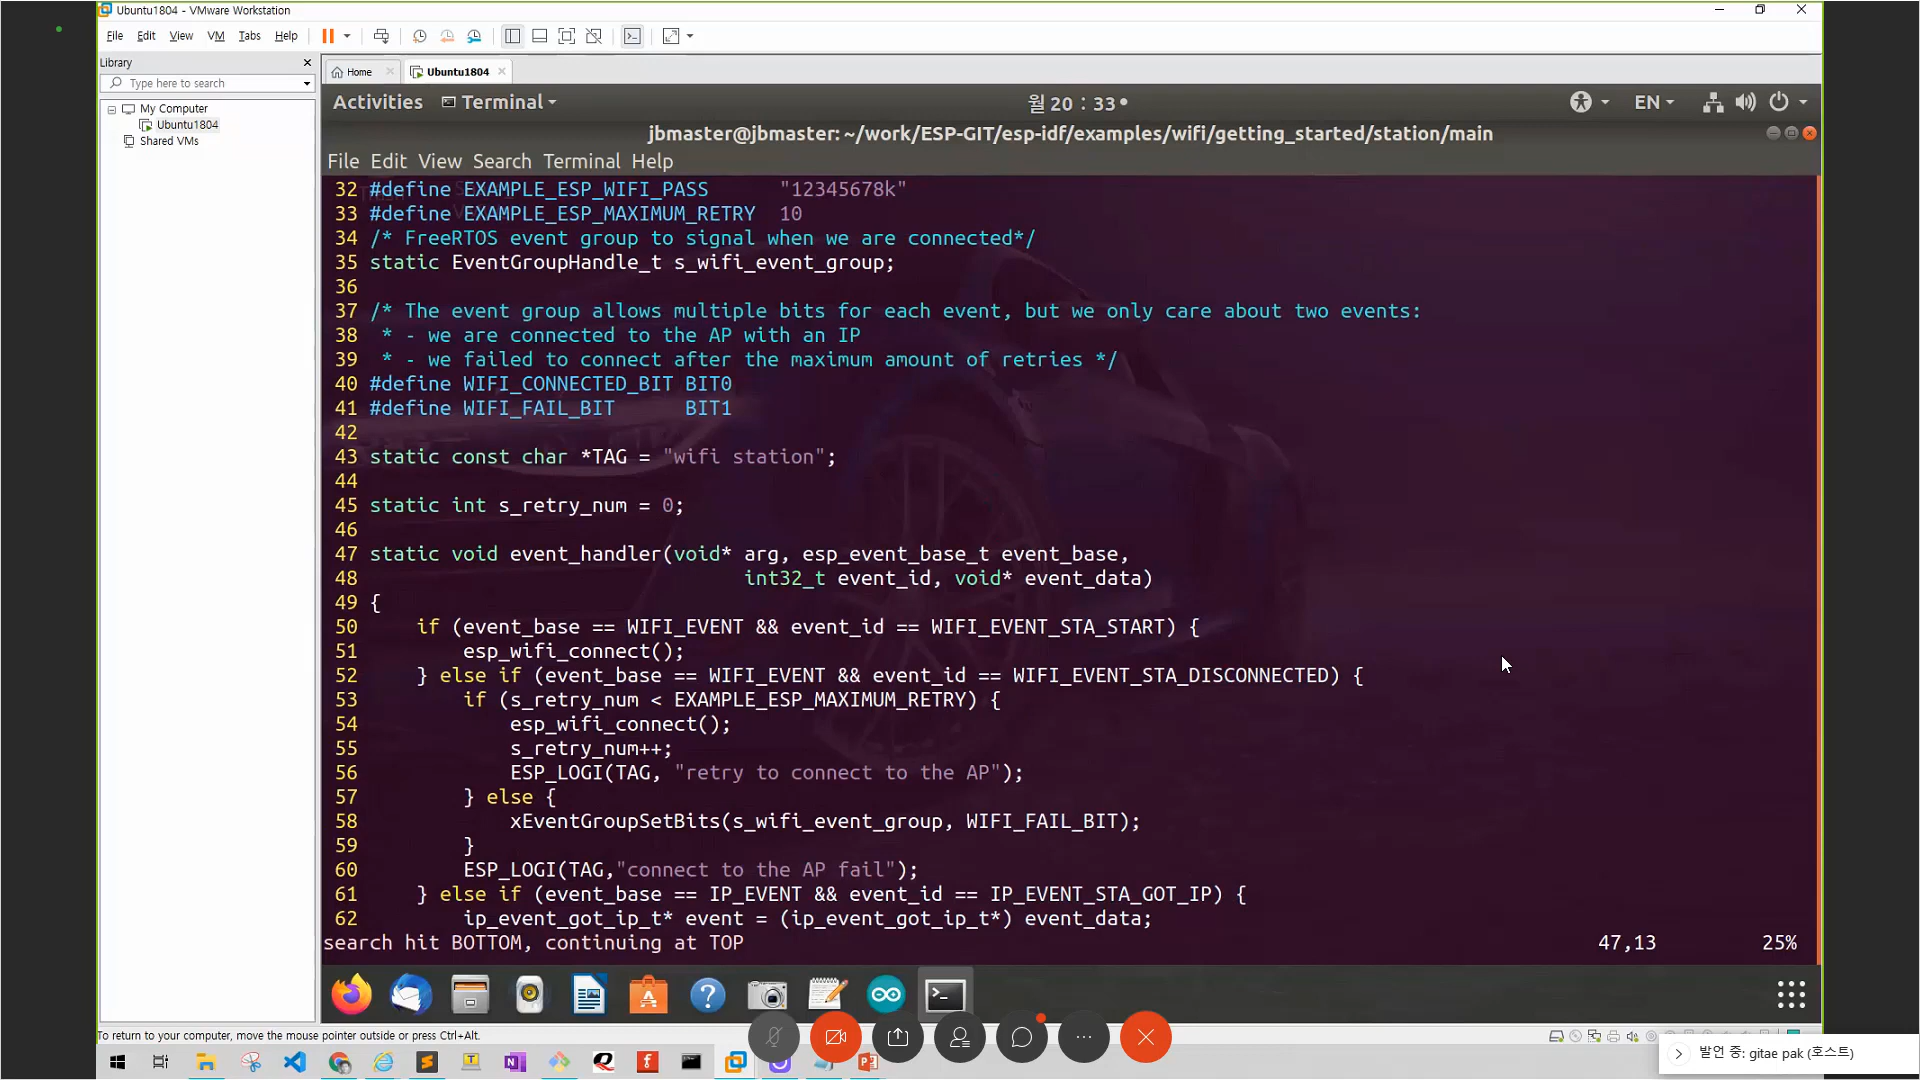 Ubuntu1804 - VMware Workstation
File Edit View VM Tabs Help
Library
Type here to search
My Computer
Ubuntu1804
Shared VMs
Home
Ubuntu1804
Activities Terminal 월 20 : 33 EN
jbmaster@jbmaster: ~/work/ESP-GIT/esp-idf/examples/wifi/getting_started/station/main
File Edit View Search Terminal Help
32 #define EXAMPLE_ESP_WIFI_PASS      "12345678k"
33 #define EXAMPLE_ESP_MAXIMUM_RETRY  10
34 /* FreeRTOS event group to signal when we are connected*/
35 static EventGroupHandle_t s_wifi_event_group;
36
37 /* The event group allows multiple bits for each event, but we only care about two events:
38  * - we are connected to the AP with an IP
39  * - we failed to connect after the maximum amount of retries */
40 #define WIFI_CONNECTED_BIT BIT0
41 #define WIFI_FAIL_BIT      BIT1
42
43 static const char *TAG = "wifi station";
44
45 static int s_retry_num = 0;
46
47 static void event_handler(void* arg, esp_event_base_t event_base,
48                                 int32_t event_id, void* event_data)
49 {
50     if (event_base == WIFI_EVENT && event_id == WIFI_EVENT_STA_START) {
51         esp_wifi_connect();
52     } else if (event_base == WIFI_EVENT && event_id == WIFI_EVENT_STA_DISCONNECTED) {
53         if (s_retry_num < EXAMPLE_ESP_MAXIMUM_RETRY) {
54             esp_wifi_connect();
55             s_retry_num++;
56             ESP_LOGI(TAG, "retry to connect to the AP");
57         } else {
58             xEventGroupSetBits(s_wifi_event_group, WIFI_FAIL_BIT);
59         }
60         ESP_LOGI(TAG,"connect to the AP fail");
61     } else if (event_base == IP_EVENT && event_id == IP_EVENT_STA_GOT_IP) {
62         ip_event_got_ip_t* event = (ip_event_got_ip_t*) event_data;
search hit BOTTOM, continuing at TOP 47,13 25%
To return to your computer, move the mouse pointer outside or press Ctrl+Alt.
발언 중: gitae pak (호스트)